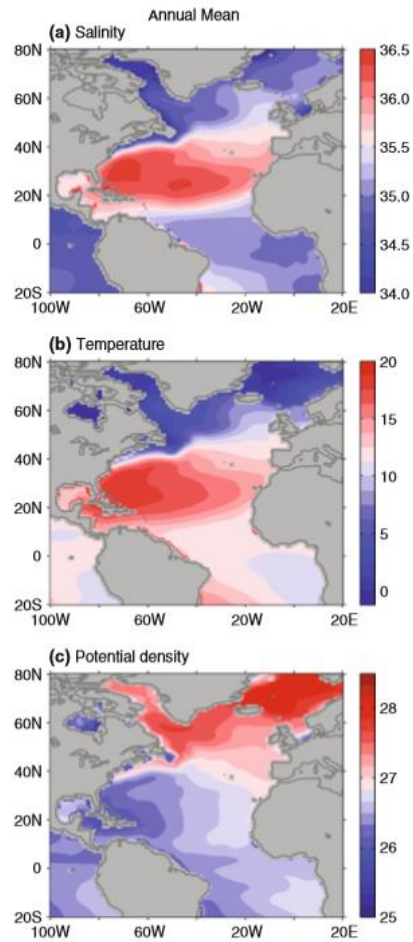 Annual Mean
(a) Salinity
80N
60N
40N
20N
0
20S
100W 60W 20W 20E
36.5
36.0
35.5
35.0
34.5
34.0
(b) Temperature
80N
60N
40N
20N
0
20S
100W 60W 20W 20E
20
15
10
5
0
(c) Potential density
80N
60N
40N
20N
0
20S
100W 60W 20W 20E
28
27
26
25